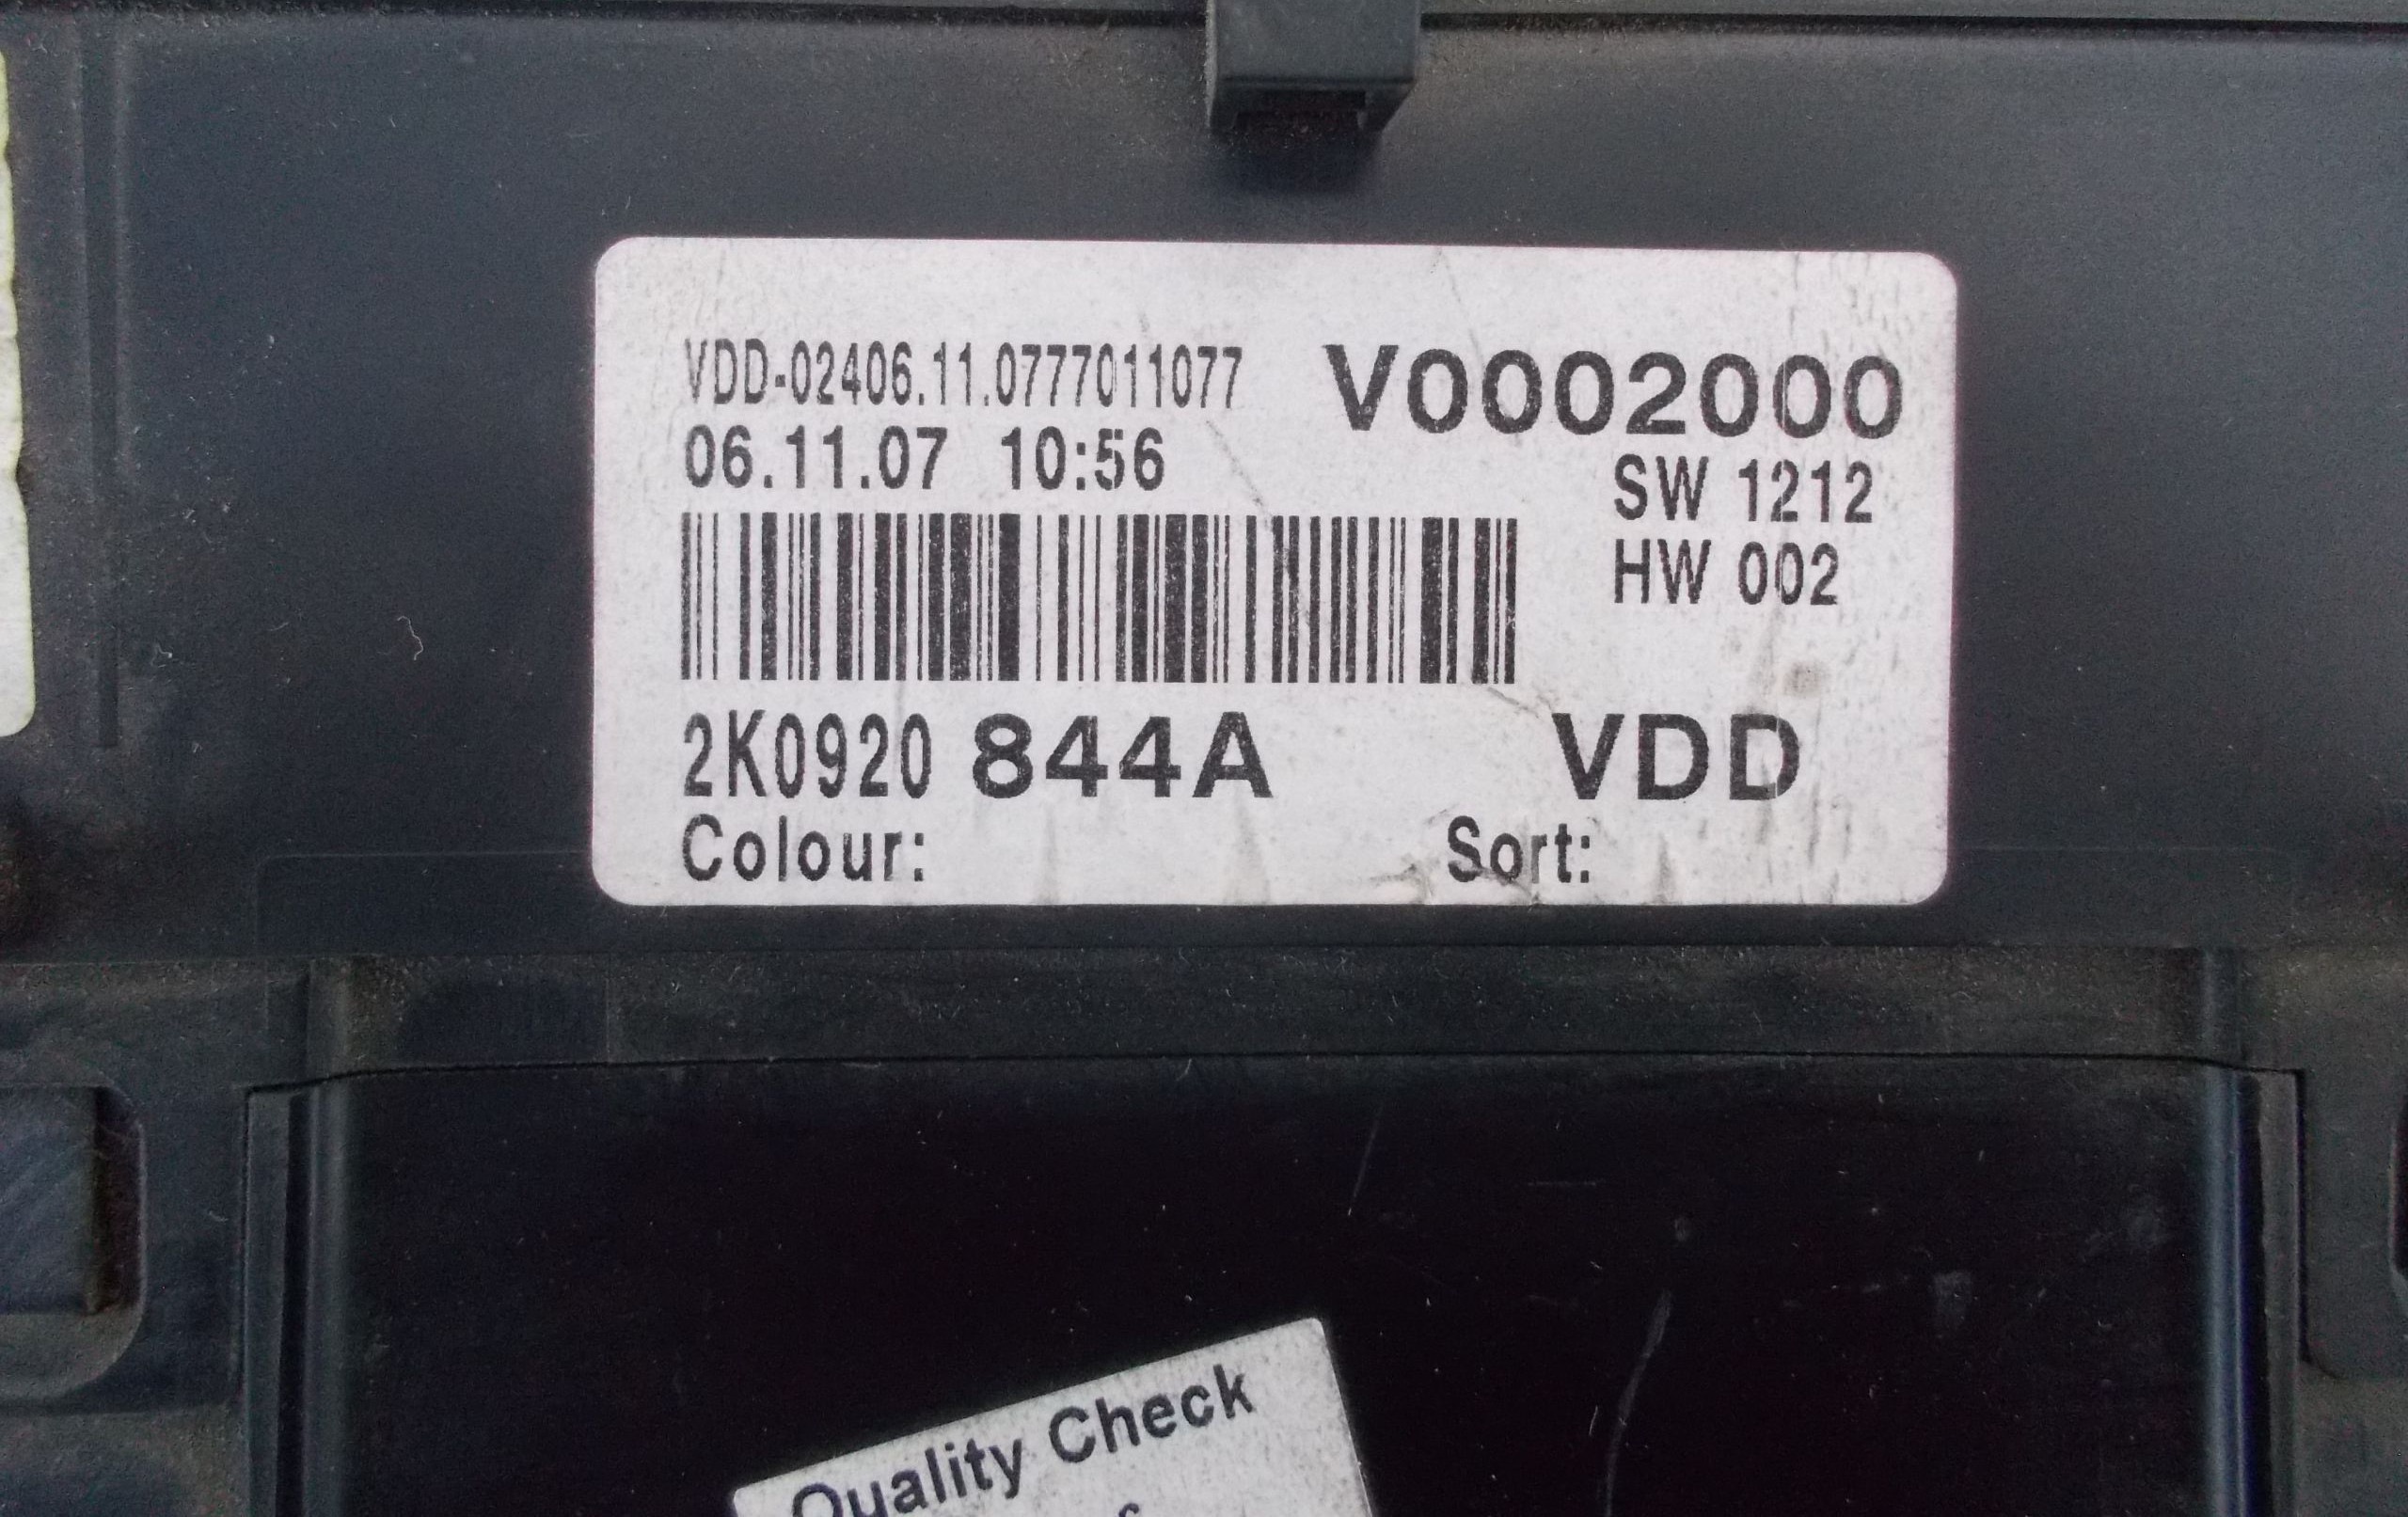 VDD-02406.11.0777011077 V0002000
06.11.07 10:56 SW 1212
HW 002
2K0920 844A VDD
Colour: Sort:
Quality Check